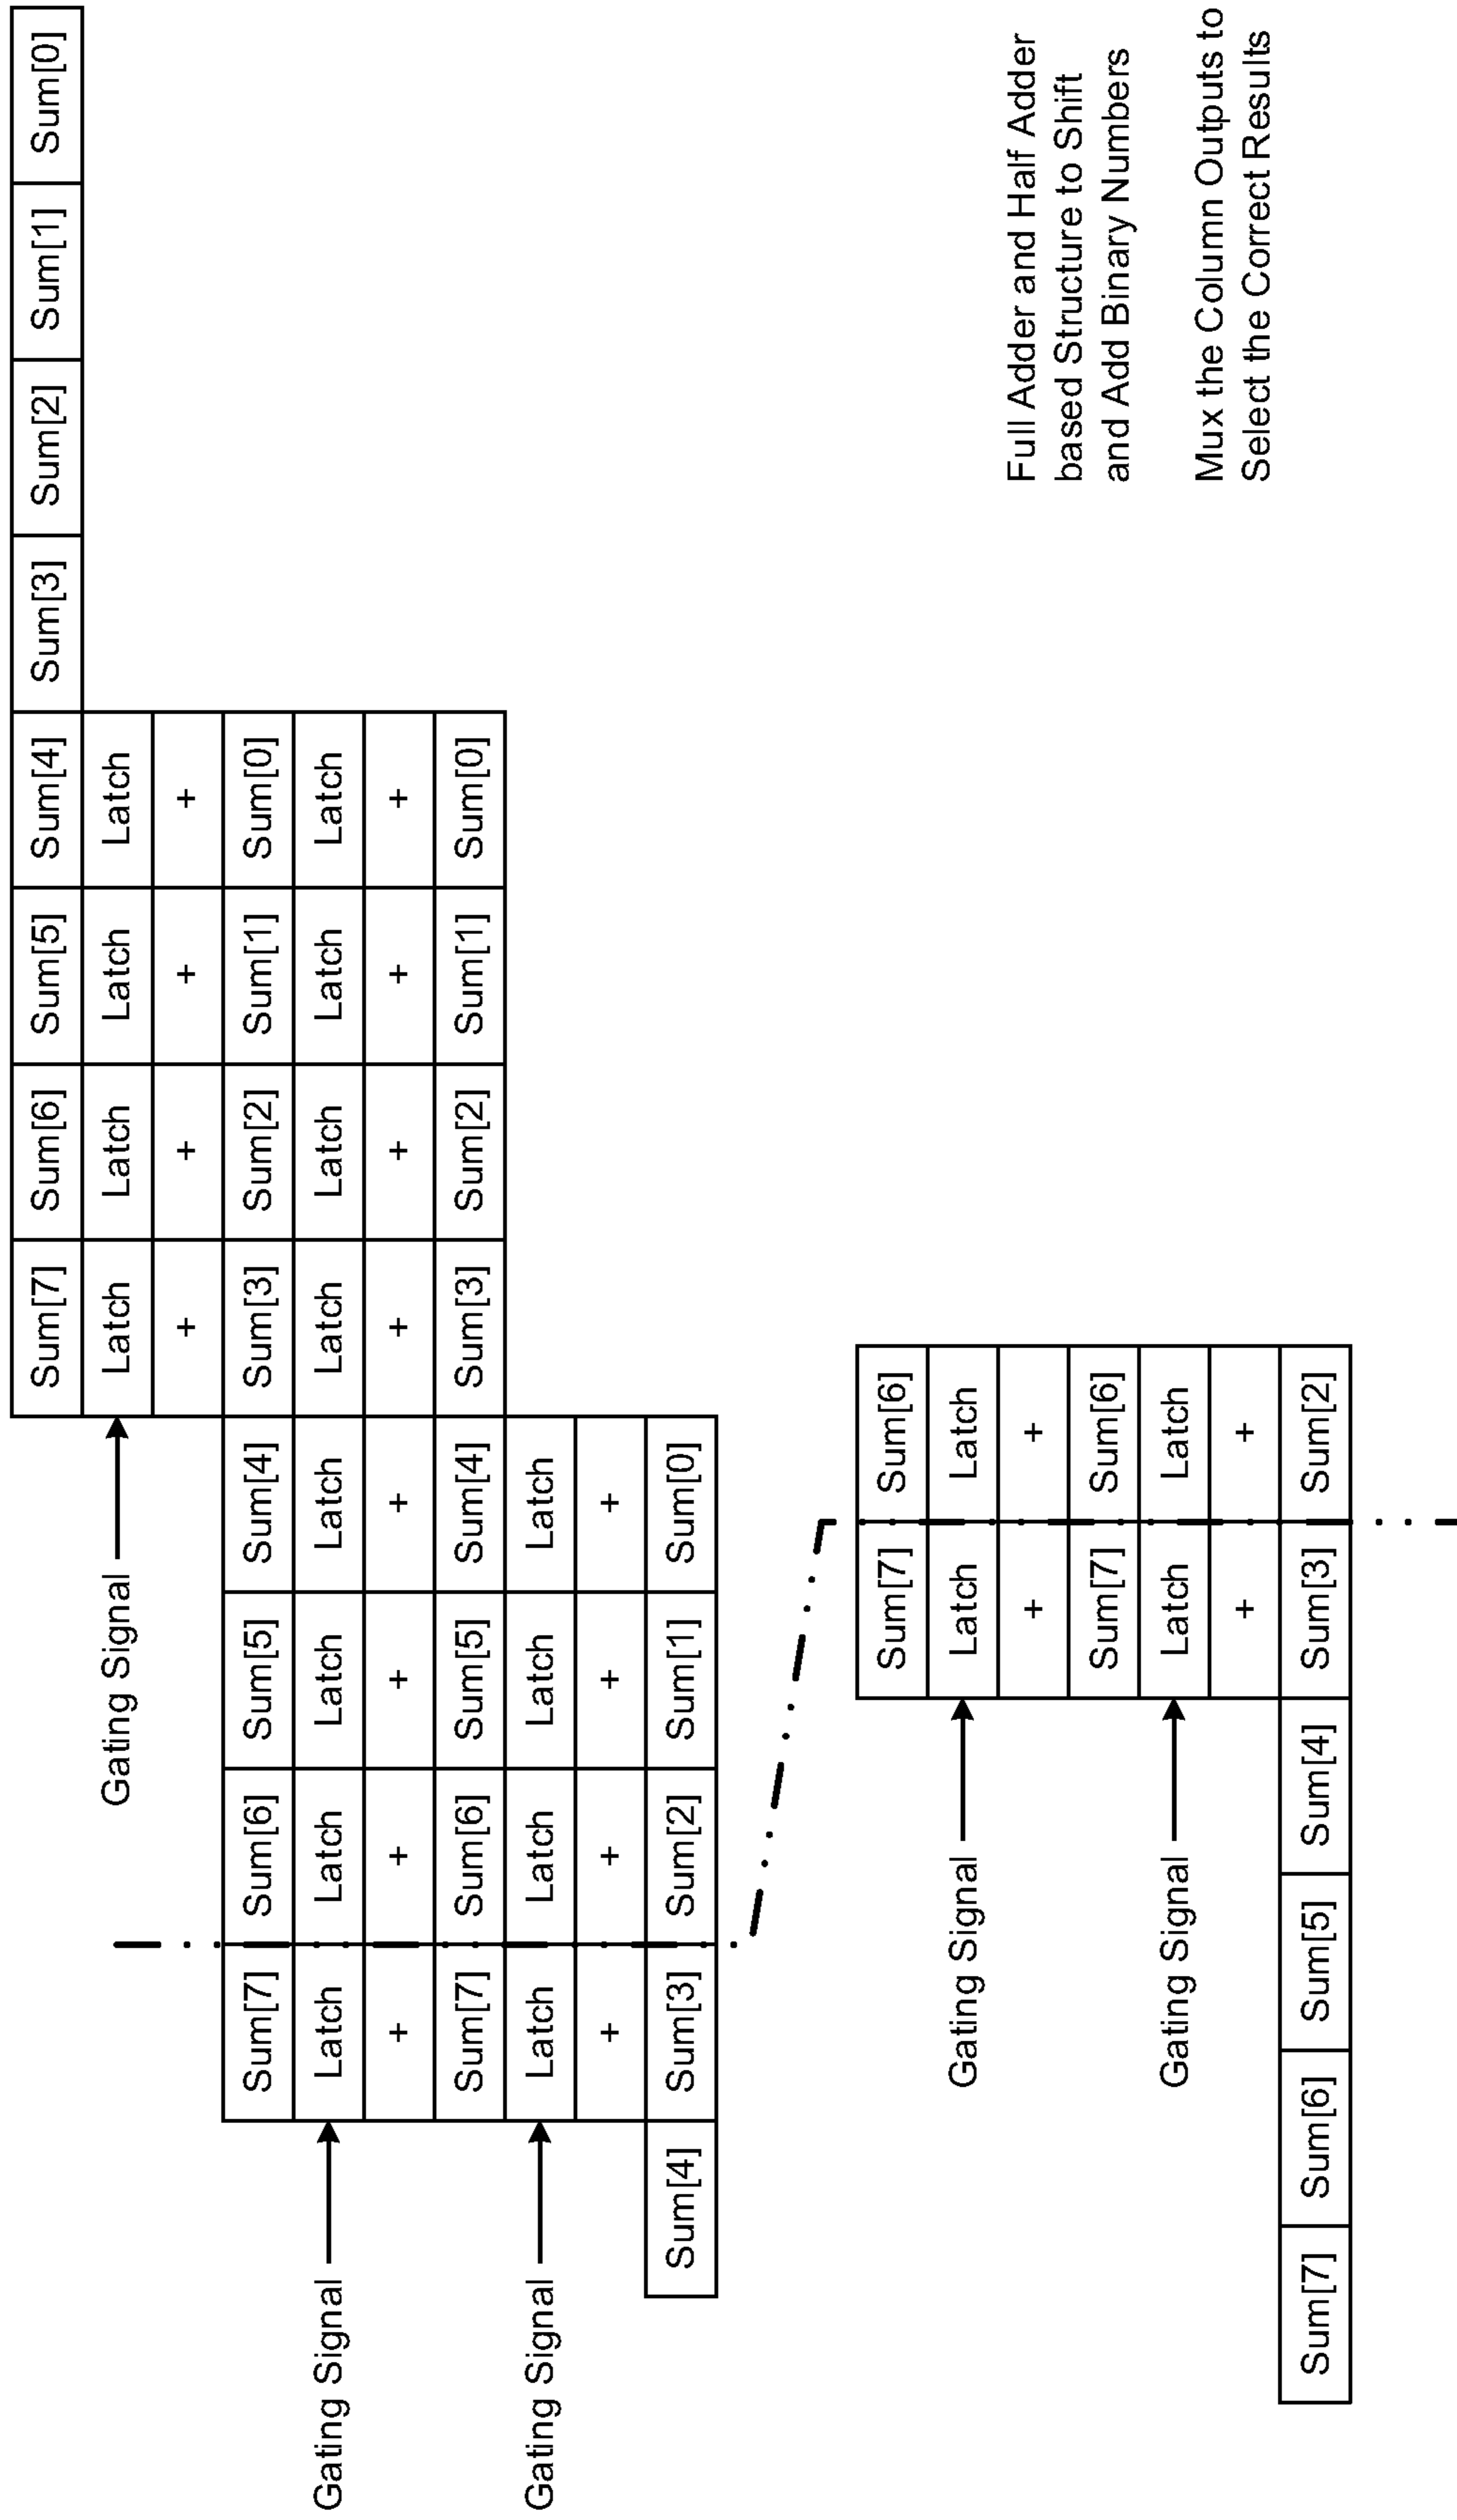 Sum[7] Sum[6] Sum[5] Sum[4] Sum[3] Sum[2] Sum[1] Sum[0]
Gating Signal Latch Latch Latch Latch
+ + + +
Sum[7] Sum[6] Sum[5] Sum[4] Sum[3] Sum[2] Sum[1] Sum[0]
Gating Signal Latch Latch Latch Latch Latch Latch Latch Latch
+ + + + + + + +
Sum[7] Sum[6] Sum[5] Sum[4] Sum[3] Sum[2] Sum[1] Sum[0]
Gating Signal Latch Latch Latch Latch
+ + + +
Sum[4] Sum[3] Sum[2] Sum[1] Sum[0]
Sum[7] Sum[6]
Gating Signal Latch Latch
+ +
Sum[7] Sum[6]
Gating Signal Latch Latch
+ +
Sum[7] Sum[6] Sum[5] Sum[4] Sum[3] Sum[2]
Full Adder and Half Adder
based Structure to Shift
and Add Binary Numbers
Mux the Column Outputs to
Select the Correct Results